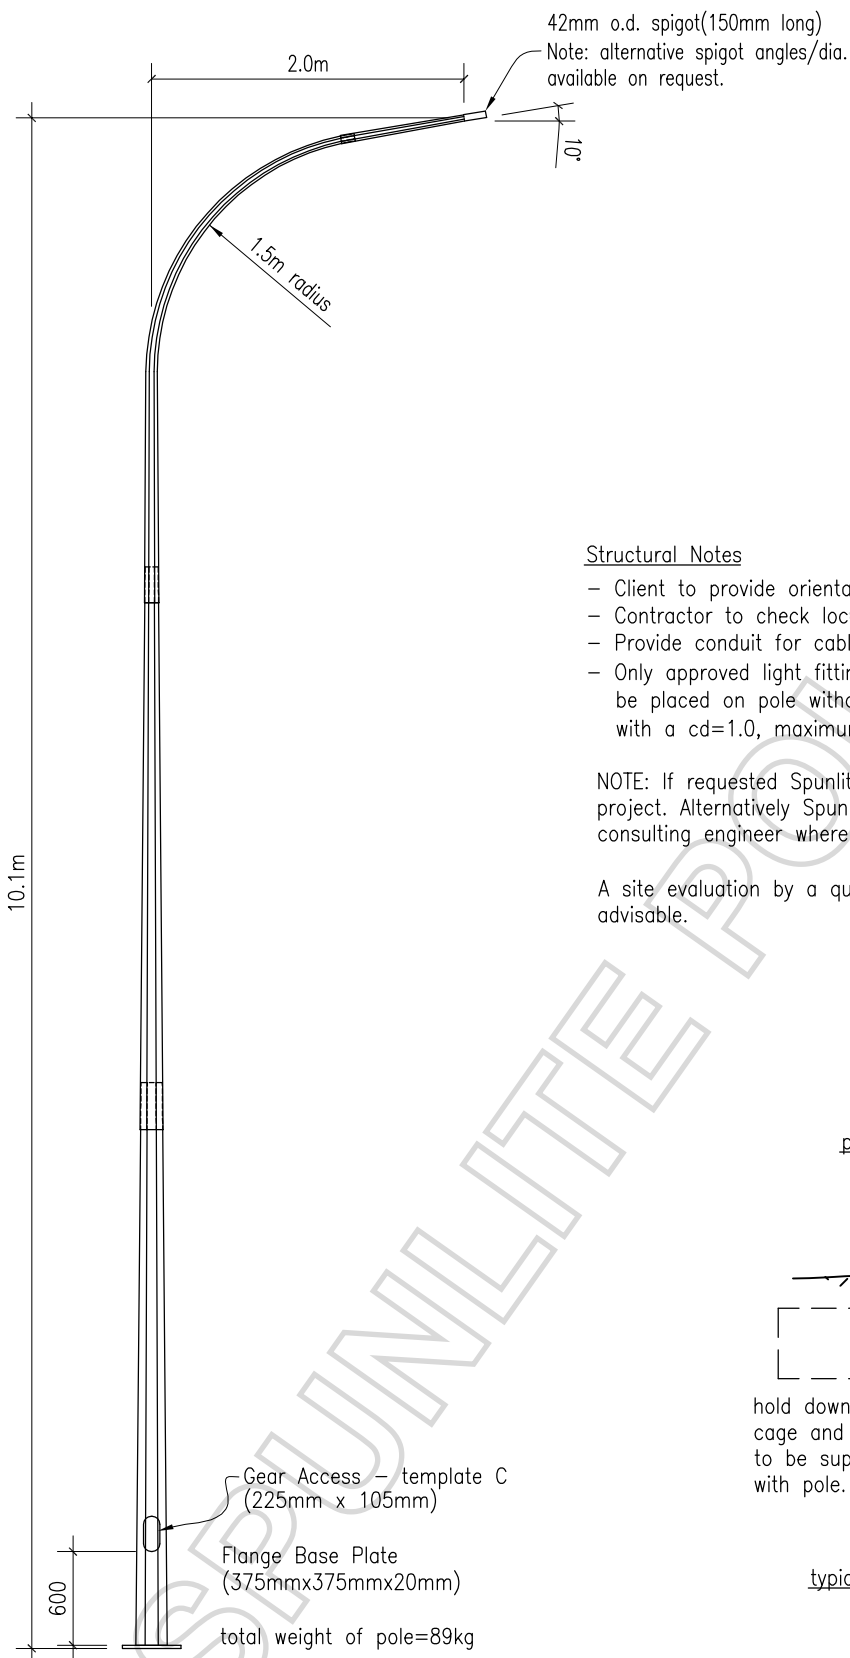 42mm o.d. spigot(150mm long)
Note: alternative spigot angles/dia.
available on request.
2.0m
10°
1.5m radius
Structural Notes
– Client to provide orienta
– Contractor to check loc
– Provide conduit for cabl
– Only approved light fittin
be placed on pole witho
with a cd=1.0, maximu
NOTE: If requested Spunlit
project. Alternatively Spun
consulting engineer where
A site evaluation by a qu
advisable.
10.1m
SPUNLITE PO
hold down
cage and
to be sup
with pole.
Gear Access – template C
(225mm x 105mm)
Flange Base Plate
(375mmx375mmx20mm)
600
typic
total weight of pole=89kg